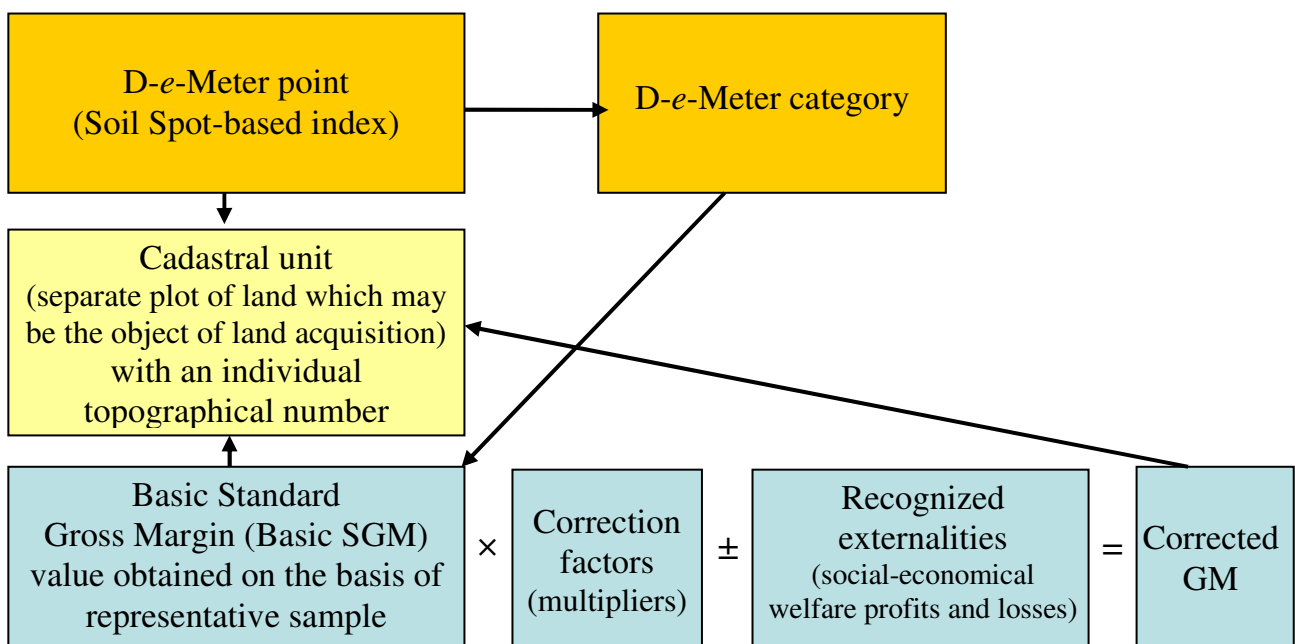 D-e-Meter point
(Soil Spot-based index)
D-e-Meter category
Cadastral unit
(separate plot of land which may
be the object of land acquisition)
with an individual
topographical number
Basic Standard
Gross Margin (Basic SGM)
value obtained on the basis of
representative sample
×
Correction
factors
(multipliers)
±
Recognized
externalities
(social-economical
welfare profits and losses)
=
Corrected
GM